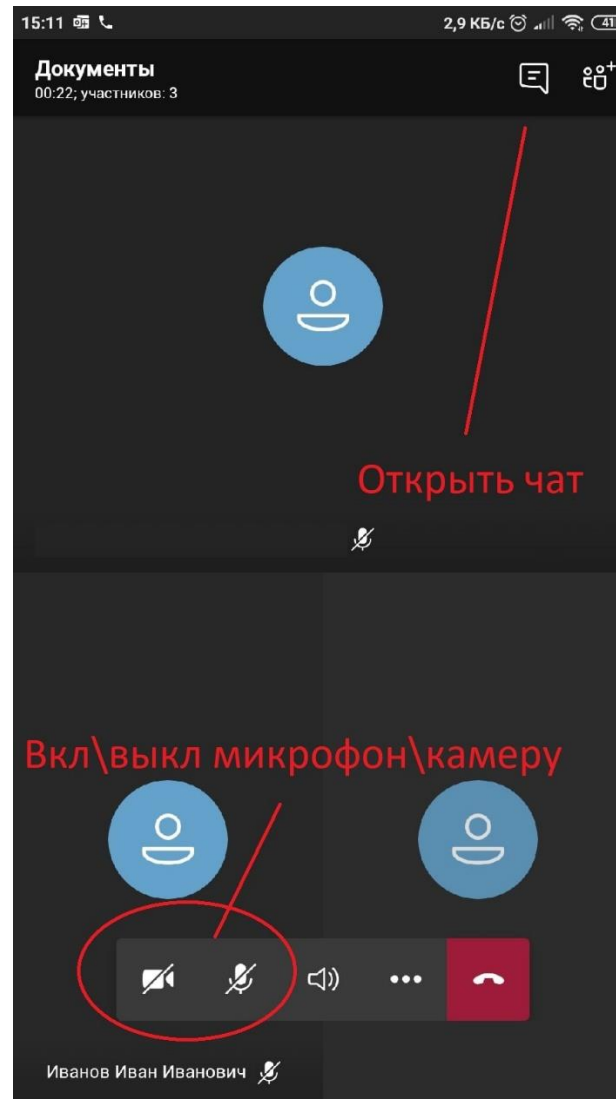 15:11 2,9 КБ/с 41
Документы
00:22; участников: 3
Открыть чат
Вкл\выкл микрофон\камеру
Иванов Иван Иванович